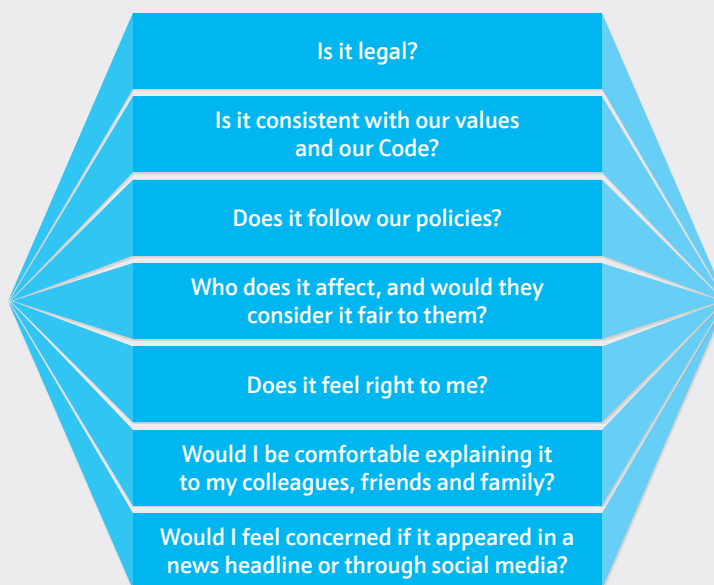 Is it legal?
Is it consistent with our values
and our Code?
Does it follow our policies?
Who does it affect, and would they
consider it fair to them?
Does it feel right to me?
Would I be comfortable explaining it
to my colleagues, friends and family?
Would I feel concerned if it appeared in a
news headline or through social media?